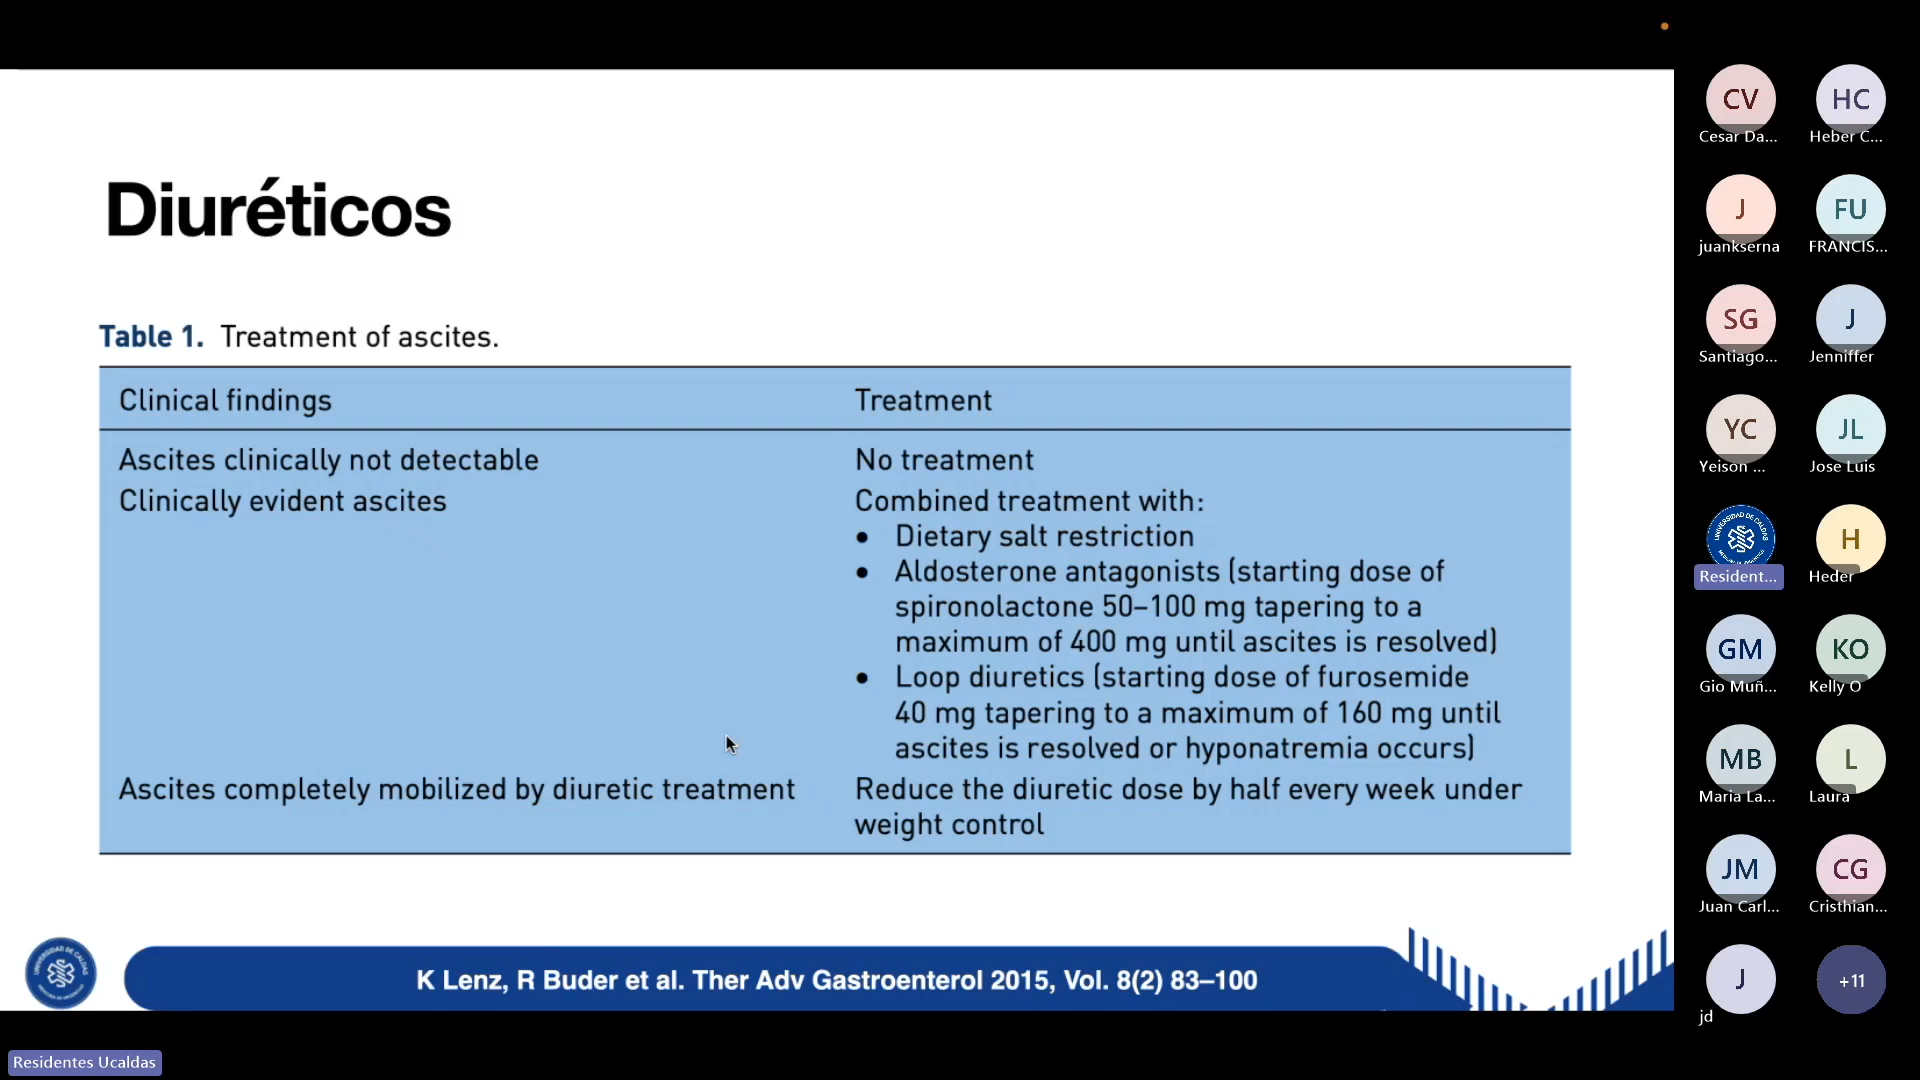 Diuréticos
Table 1. Treatment of ascites.
Clinical findings
Treatment
Ascites clinically not detectable
No treatment
Clinically evident ascites
Combined treatment with:
• Dietary salt restriction
• Aldosterone antagonists (starting dose of
spironolactone 50–100 mg tapering to a
maximum of 400 mg until ascites is resolved)
• Loop diuretics (starting dose of furosemide
40 mg tapering to a maximum of 160 mg until
ascites is resolved or hyponatremia occurs)
Ascites completely mobilized by diuretic treatment
Reduce the diuretic dose by half every week under
weight control
K Lenz, R Buder et al. Ther Adv Gastroenterol 2015, Vol. 8(2) 83–100
Residentes Ucaldas
CV
Cesar Da...
HC
Heber C...
J
juankserna
FU
FRANCIS...
SG
Santiago...
J
Jenniffer
YC
Yeison ...
JL
Jose Luis
UNIVERSIDAD DE CALDAS
Resident...
H
Heder
GM
Gio Muñ...
KO
Kelly O
MB
Maria La...
L
Laura
JM
Juan Carl...
CG
Cristhian...
J
jd
+11